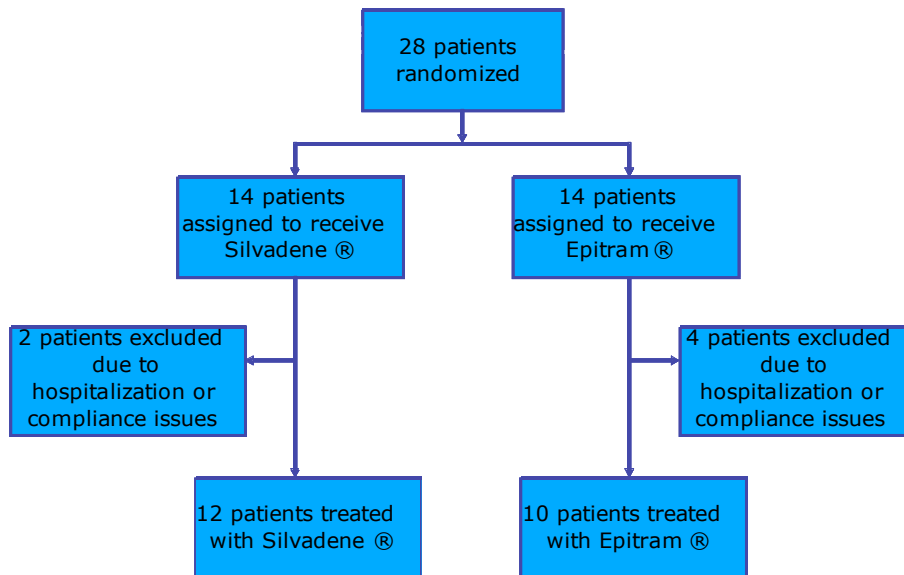 28 patients
randomized
14 patients
assigned to receive
Silvadene ®
14 patients
assigned to receive
Epitram ®
2 patients excluded
due to
hospitalization or
compliance issues
4 patients excluded
due to
hospitalization or
compliance issues
12 patients treated
with Silvadene ®
10 patients treated
with Epitram ®